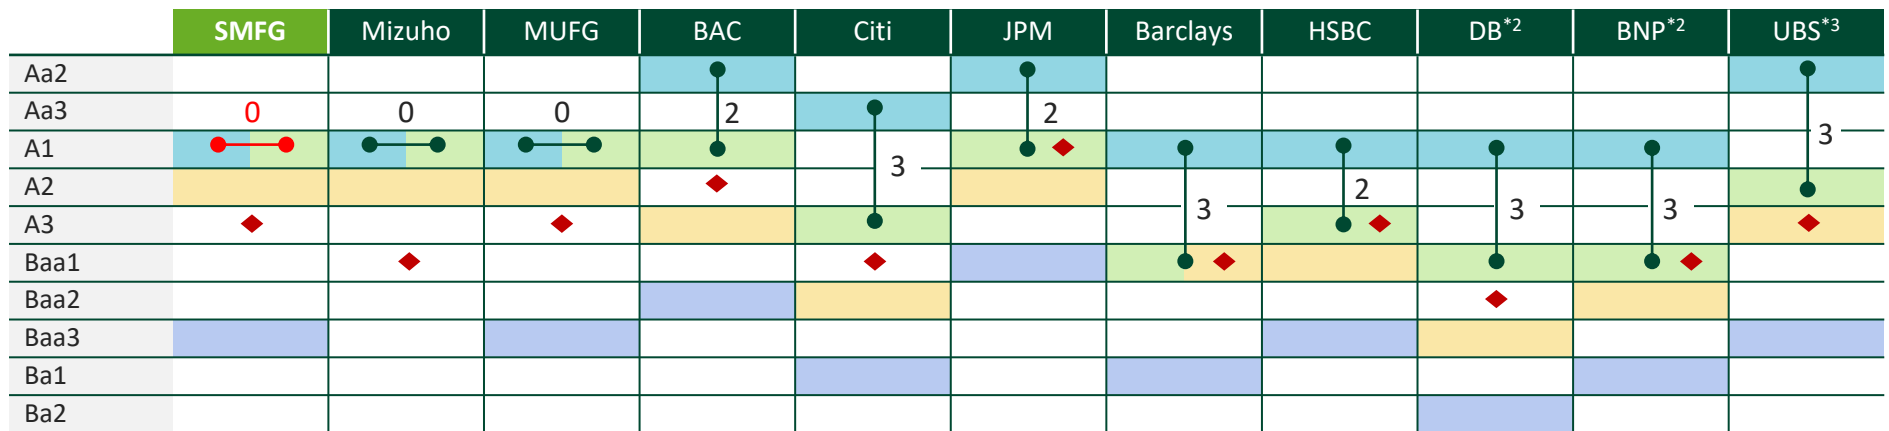 SMFG Mizuho MUFG BAC Citi JPM Barclays HSBC DB*2 BNP*2 UBS*3
Aa2
Aa3 0 0 0 2 2
A1 3
A2 3 2
A3 3 3 3
Baa1
Baa2
Baa3
Ba1
Ba2